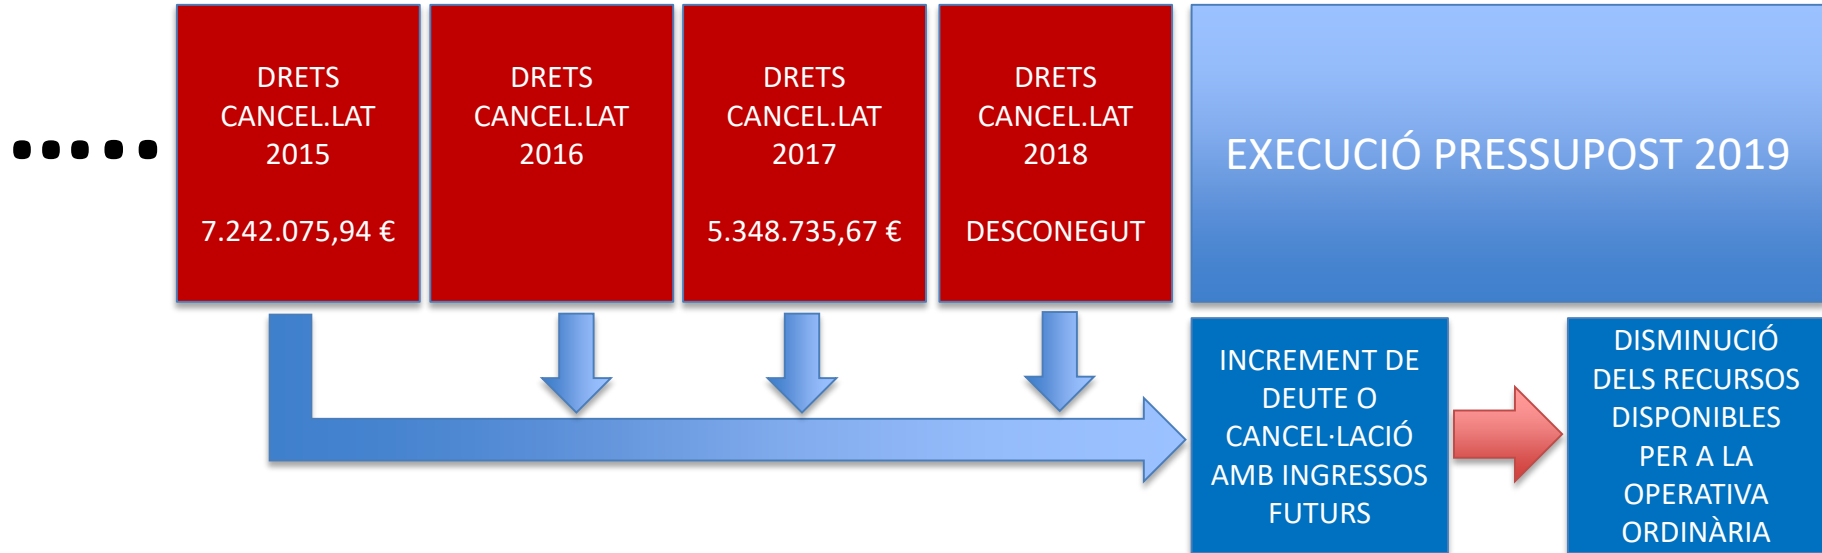 DRETS
CANCEL.LAT
2015
7.242.075,94 €
DRETS
CANCEL.LAT
2016
DRETS
CANCEL.LAT
2017
5.348.735,67 €
DRETS
CANCEL.LAT
2018
DESCONEGUT
EXECUCIÓ PRESSUPOST 2019
INCREMENT DE
DEUTE O
CANCEL·LACIÓ
AMB INGRESSOS
FUTURS
DISMINUCIÓ
DELS RECURSOS
DISPONIBLES
PER A LA
OPERATIVA
ORDINÀRIA